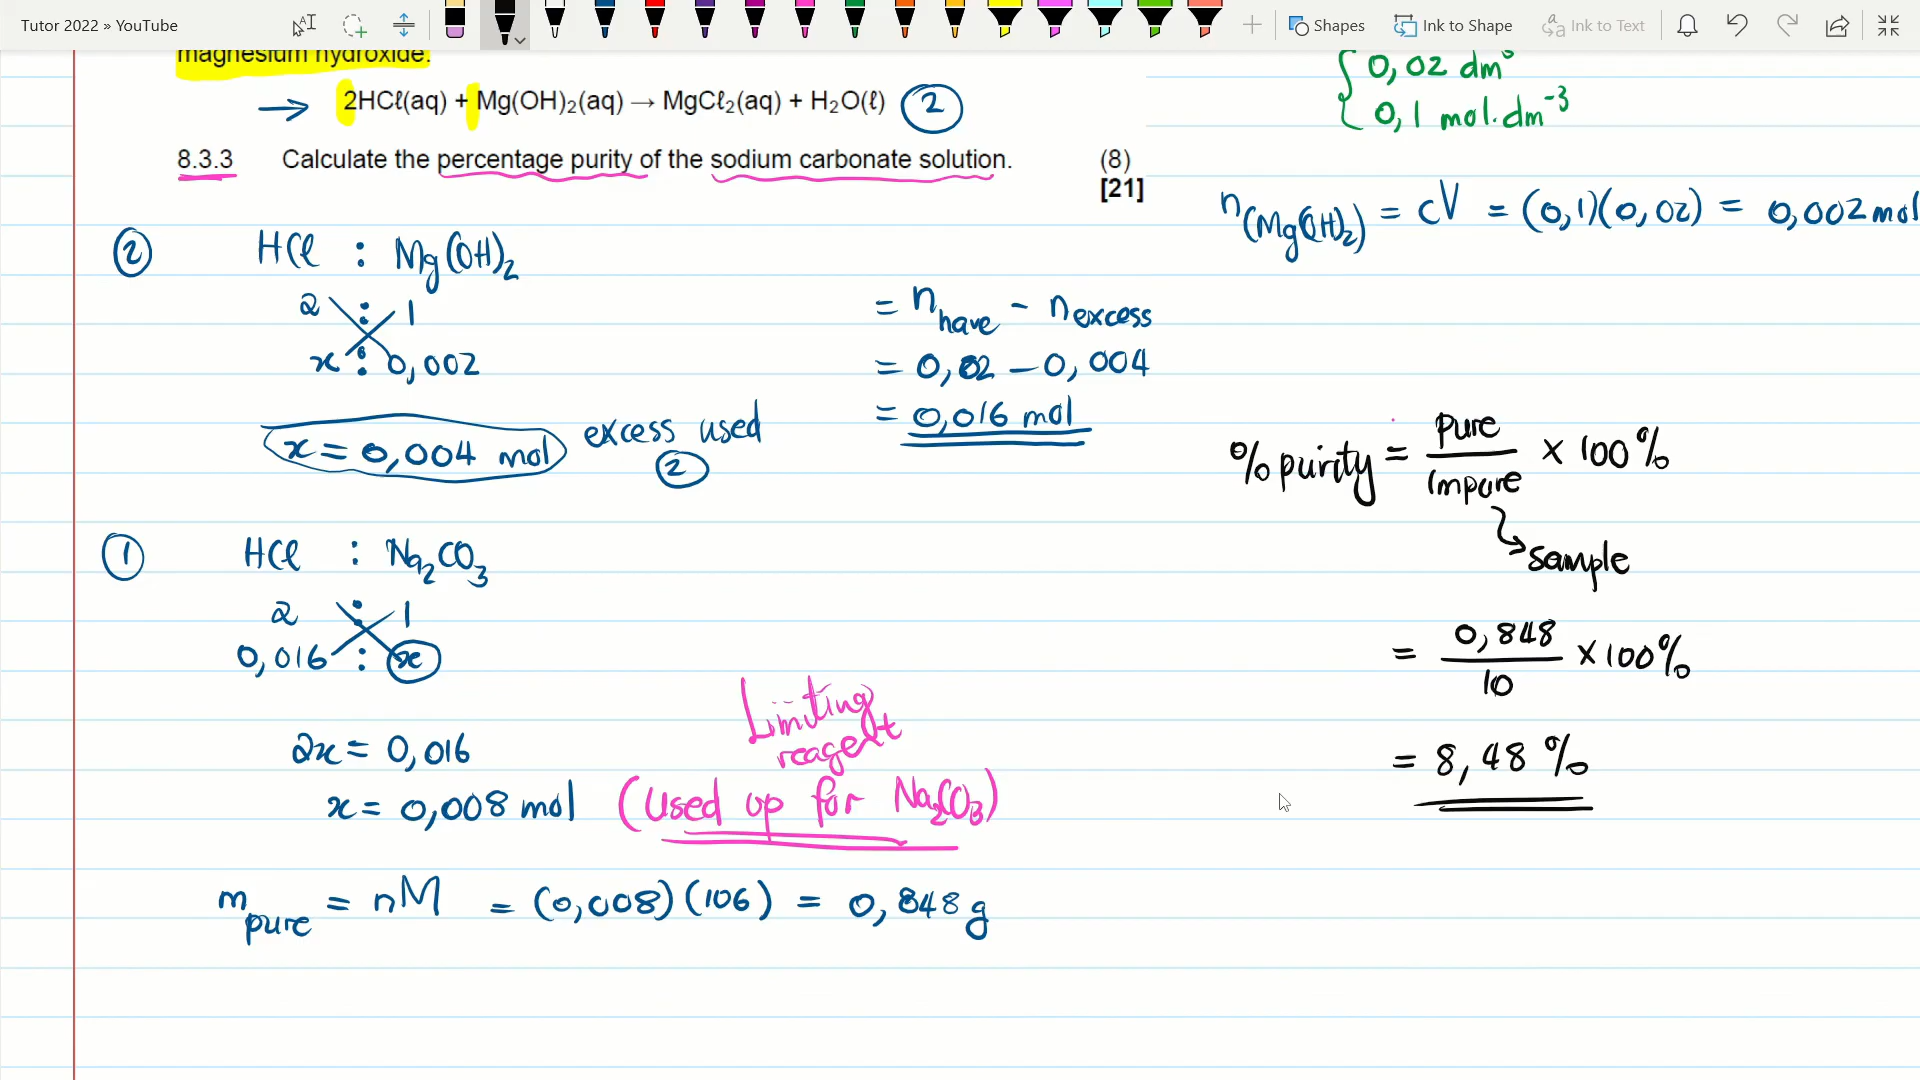 Tutor 2022 » YouTube
Shapes
Ink to Shape
Ink to Text
magnesium hydroxide.
2HCℓ(aq) + Mg(OH)₂(aq) → MgCℓ₂(aq) + H₂O(ℓ) ②
8.3.3 Calculate the percentage purity of the sodium carbonate solution. (8)
[21]
0,02 dm³
0,1 mol.dm⁻³
n(Mg(OH)₂) = cV = (0,1)(0,02) = 0,002 mol
② HCl : Mg(OH)₂
2 : 1
x : 0,002
x = 0,004 mol excess used
②
= n have - n excess
= 0,02 - 0,004
= 0,016 mol
% purity = pure / impure × 100%
sample
= 0,848 / 10 × 100%
= 8,48 %
① HCl : Na₂CO₃
2 : 1
0,016 : x
2x = 0,016
x = 0,008 mol
Limiting
reagent
(used up for Na₂CO₃)
m pure = nM = (0,008)(106) = 0,848 g